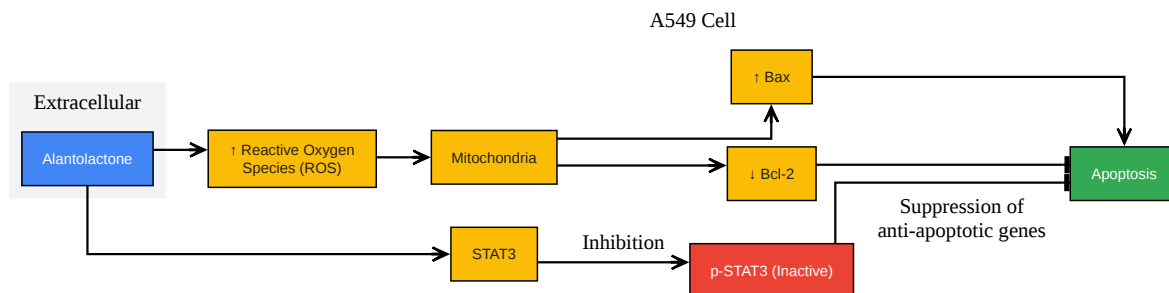 A549 Cell
Extracellular
Alantolactone
↑ Reactive Oxygen
Species (ROS)
Mitochondria
↑ Bax
↓ Bcl-2
Apoptosis
Suppression of
anti-apoptotic genes
STAT3
Inhibition
p-STAT3 (Inactive)